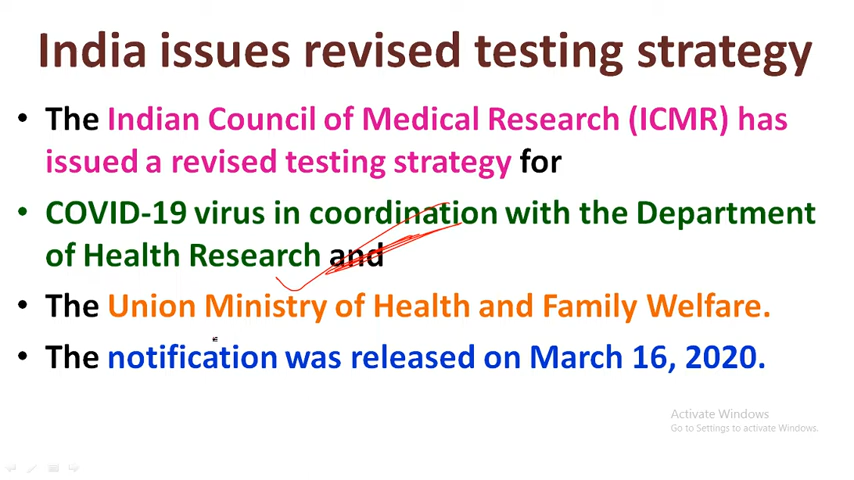 India issues revised testing strategy
• The Indian Council of Medical Research (ICMR) has
issued a revised testing strategy for
• COVID-19 virus in coordination with the Department
of Health Research and
• The Union Ministry of Health and Family Welfare.
• The notification was released on March 16, 2020.
Activate Windows
Go to Settings to activate Windows.